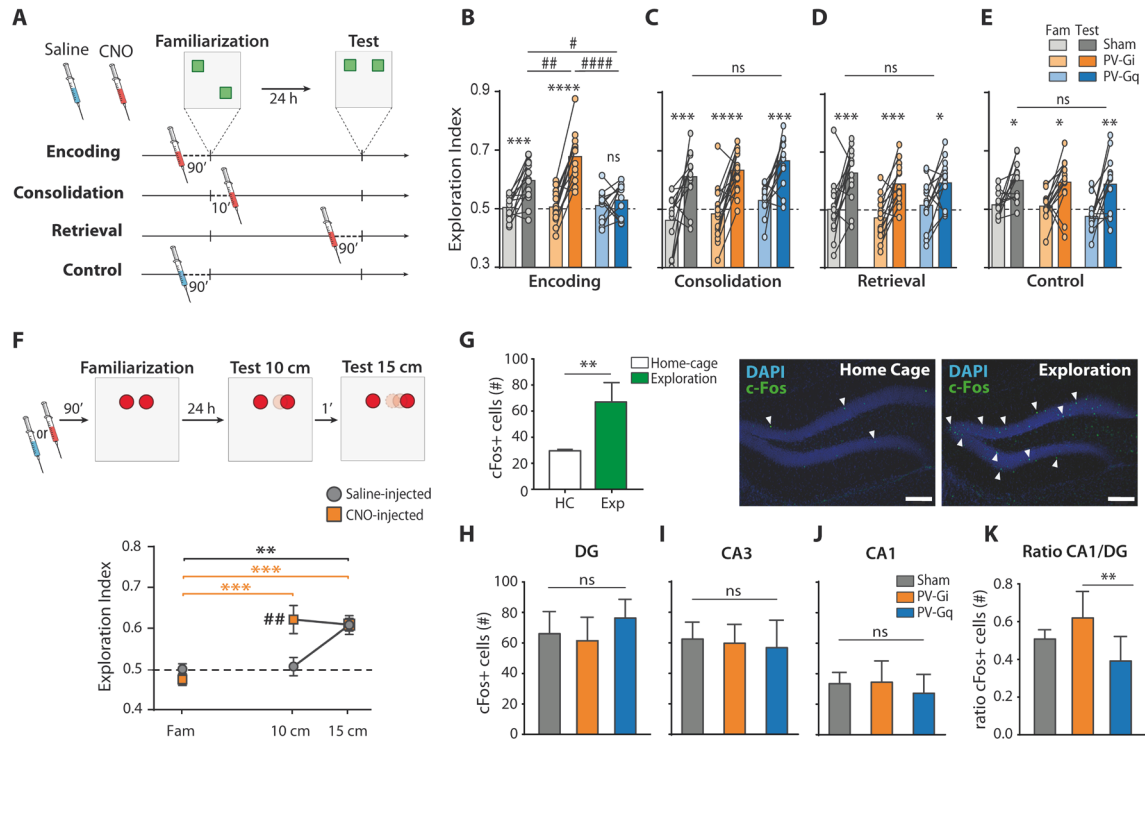 A
Saline CNO
Familiarization
Test
24 h
Encoding
90′
Consolidation
10′
Retrieval
90′
Control
90′
B
C
D
E
Fam Test
Sham
PV-Gi
PV-Gq
#
## ####
****
***
ns
ns
*** **** ***
ns
*** *** *
ns
* * **
Exploration Index
0.9
0.7
0.5
0.3
Encoding
Consolidation
Retrieval
Control
F
Familiarization
Test 10 cm
Test 15 cm
90′
24 h
1′
or
Saline-injected
CNO-injected
Exploration Index
0.8
0.7
0.6
0.5
0.4
**
***
***
##
Fam
10 cm
15 cm
G
cFos+ cells (#)
100
80
60
40
20
0
**
Home-cage
Exploration
HC
Exp
DAPI
c-Fos
Home Cage
DAPI
c-Fos
Exploration
H
DG
cFos+ cells (#)
100
80
60
40
20
0
ns
I
CA3
ns
J
CA1
Sham
PV-Gi
PV-Gq
ns
K
Ratio CA1/DG
ratio cFos+ cells (#)
0.8
0.6
0.4
0.2
0.0
**